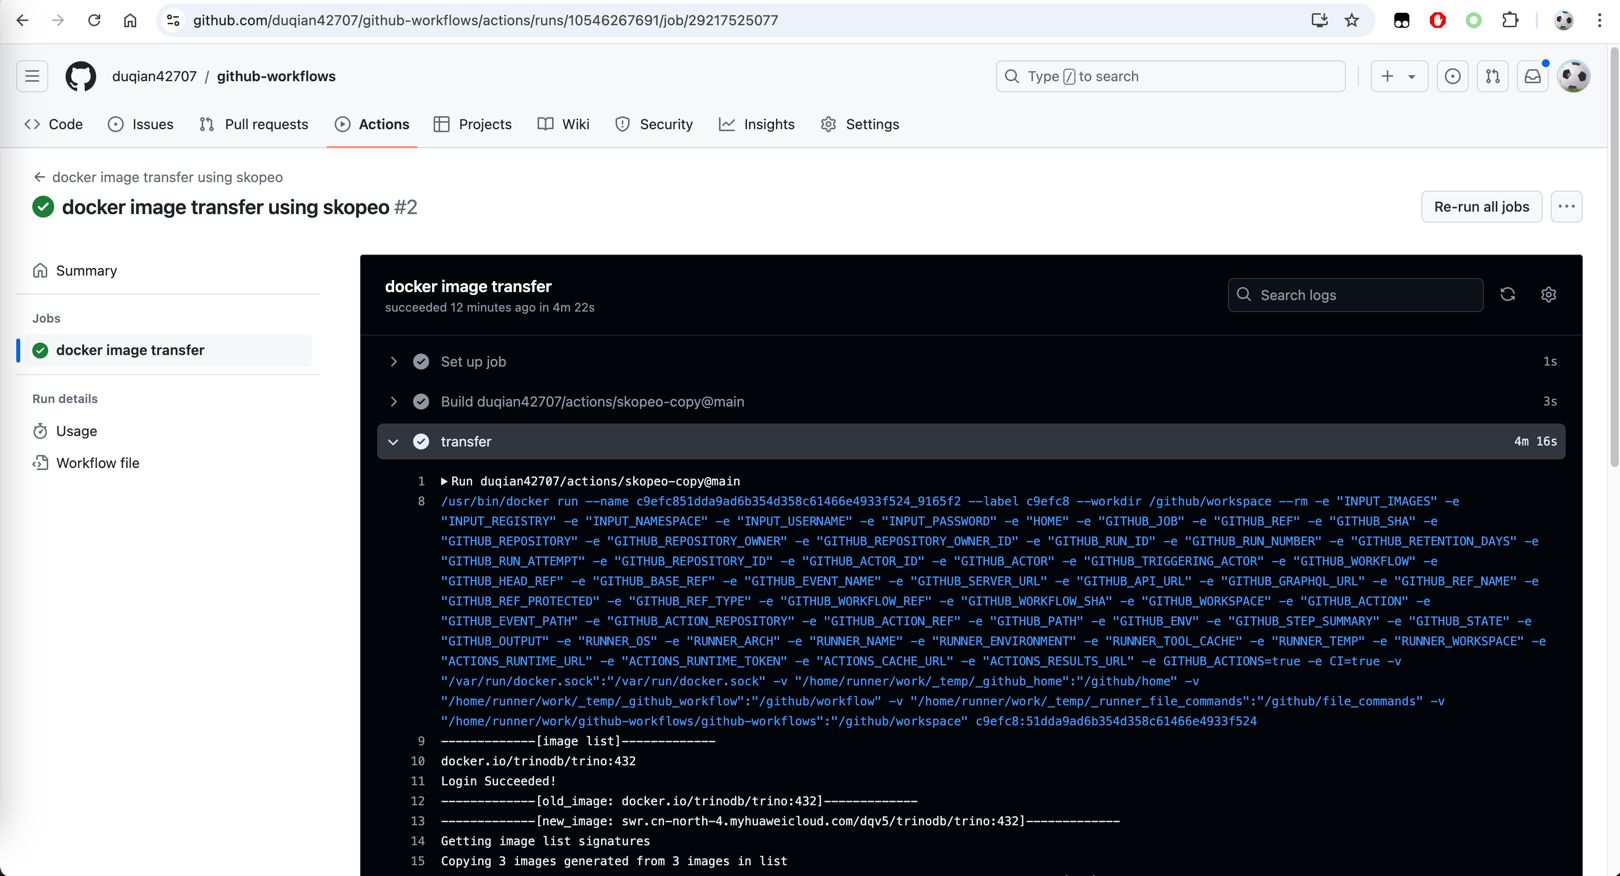 github.com/duqian42707/github-workflows/actions/runs/10546267691/job/29217525077
duqian42707 / github-workflows
Type / to search
Code Issues Pull requests Actions Projects Wiki Security Insights Settings
docker image transfer using skopeo
docker image transfer using skopeo #2
Re-run all jobs
Summary
Jobs
docker image transfer
Run details
Usage
Workflow file
docker image transfer
succeeded 12 minutes ago in 4m 22s
Search logs
Set up job 1s
Build duqian42707/actions/skopeo-copy@main 3s
transfer 4m 16s
1 Run duqian42707/actions/skopeo-copy@main
8 /usr/bin/docker run --name c9efc851dda9ad6b354d358c61466e4933f524_9165f2 --label c9efc8 --workdir /github/workspace --rm -e "INPUT_IMAGES" -e
"INPUT_REGISTRY" -e "INPUT_NAMESPACE" -e "INPUT_USERNAME" -e "INPUT_PASSWORD" -e "HOME" -e "GITHUB_JOB" -e "GITHUB_REF" -e "GITHUB_SHA" -e
"GITHUB_REPOSITORY" -e "GITHUB_REPOSITORY_OWNER" -e "GITHUB_REPOSITORY_OWNER_ID" -e "GITHUB_RUN_ID" -e "GITHUB_RUN_NUMBER" -e "GITHUB_RETENTION_DAYS" -e
"GITHUB_RUN_ATTEMPT" -e "GITHUB_REPOSITORY_ID" -e "GITHUB_ACTOR_ID" -e "GITHUB_ACTOR" -e "GITHUB_TRIGGERING_ACTOR" -e "GITHUB_WORKFLOW" -e
"GITHUB_HEAD_REF" -e "GITHUB_BASE_REF" -e "GITHUB_EVENT_NAME" -e "GITHUB_SERVER_URL" -e "GITHUB_API_URL" -e "GITHUB_GRAPHQL_URL" -e "GITHUB_REF_NAME" -e
"GITHUB_REF_PROTECTED" -e "GITHUB_REF_TYPE" -e "GITHUB_WORKFLOW_REF" -e "GITHUB_WORKFLOW_SHA" -e "GITHUB_WORKSPACE" -e "GITHUB_ACTION" -e
"GITHUB_EVENT_PATH" -e "GITHUB_ACTION_REPOSITORY" -e "GITHUB_ACTION_REF" -e "GITHUB_PATH" -e "GITHUB_ENV" -e "GITHUB_STEP_SUMMARY" -e "GITHUB_STATE" -e
"GITHUB_OUTPUT" -e "RUNNER_OS" -e "RUNNER_ARCH" -e "RUNNER_NAME" -e "RUNNER_ENVIRONMENT" -e "RUNNER_TOOL_CACHE" -e "RUNNER_TEMP" -e "RUNNER_WORKSPACE" -e
"ACTIONS_RUNTIME_URL" -e "ACTIONS_RUNTIME_TOKEN" -e "ACTIONS_CACHE_URL" -e "ACTIONS_RESULTS_URL" -e GITHUB_ACTIONS=true -e CI=true -v
"/var/run/docker.sock":"/var/run/docker.sock" -v "/home/runner/work/_temp/_github_home":"/github/home" -v
"/home/runner/work/_temp/_github_workflow":"/github/workflow" -v "/home/runner/work/_temp/_runner_file_commands":"/github/file_commands" -v
"/home/runner/work/github-workflows/github-workflows":"/github/workspace" c9efc8:51dda9ad6b354d358c61466e4933f524
9 -------------[image list]-------------
10 docker.io/trinodb/trino:432
11 Login Succeeded!
12 -------------[old_image: docker.io/trinodb/trino:432]-------------
13 -------------[new_image: swr.cn-north-4.myhuaweicloud.com/dqv5/trinodb/trino:432]-------------
14 Getting image list signatures
15 Copying 3 images generated from 3 images in list